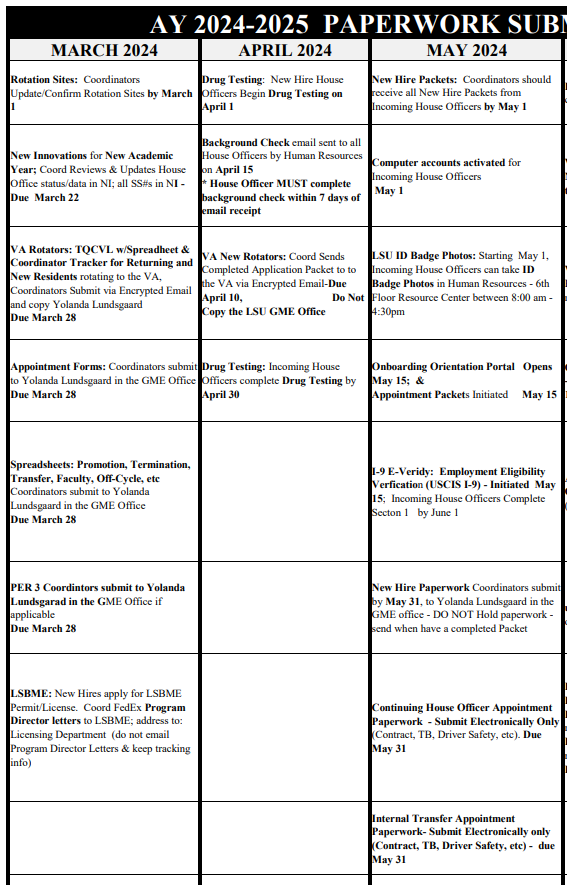 AY 2024-2025 PAPERWORK
MARCH 2024
Rotation Sites: Coordinators
Update/Confirm Rotation Sites by March
1
New Innovations for New Academic
Year; Coord Reviews & Updates House
Office status/data in NI; all SS#s in NI -
Due March 22
VA Rotators: TQCVL w/Spreadheet &
Coordinator Tracker for Returning and
New Residents rotating to the VA,
Coordinators Submit via Encrypted Email
and copy Yolanda Lundsgaard
Due March 28
Appointment Forms: Coordinators submit
to Yolanda Lundsgaard in the GME Office
Due March 28
Spreadsheets: Promotion, Termination,
Transfer, Faculty, Off-Cycle, etc
Coordinators submit to Yolanda
Lundsgaard in the GME Office
Due March 28
PER 3 Coordintors submit to Yolanda
Lundsgarad in the GME Office if
applicable
Due March 28
LSBME: New Hires apply for LSBME
Permit/License. Coord FedEx Program
Director letters to LSBME; address to:
Licensing Department (do not email
Program Director Letters & keep tracking
info)
APRIL 2024
Drug Testing: New Hire House
Officers Begin Drug Testing on
April 1
Background Check email sent to all
House Officers by Human Resources
on April 15
* House Officer MUST complete
background check within 7 days of
email receipt
VA New Rotators: Coord Sends
Completed Application Packet to to
the VA via Encrypted Email-Due
April 10, Do Not
Copy the LSU GME Office
Drug Testing: Incoming House
Officers complete Drug Testing by
April 30
MAY 2024
New Hire Packets: Coordinators should
receive all New Hire Packets from
Incoming House Officers by May 1
Computer accounts activated for
Incoming House Officers
May 1
LSU ID Badge Photos: Starting May 1,
Incoming House Officers can take ID
Badge Photos in Human Resources - 6th
Floor Resource Center between 8:00 am -
4:30pm
Onboarding Orientation Portal Opens
May 15; &
Appointment Packets Initiated May 15
I-9 E-Veridy: Employment Eligibility
Verfication (USCIS I-9) - Initiated May
15; Incoming House Officers Complete
Secton 1 by June 1
New Hire Paperwork Coordinators submit
by May 31, to Yolanda Lundsgaard in the
GME office - DO NOT Hold paperwork -
send when have a completed Packet
Continuing House Officer Appointment
Paperwork - Submit Electronically Only
(Contract, TB, Driver Safety, etc). Due
May 31
Internal Transfer Appointment
Paperwork- Submit Electronically only
(Contract, TB, Driver Safety, etc) - due
May 31